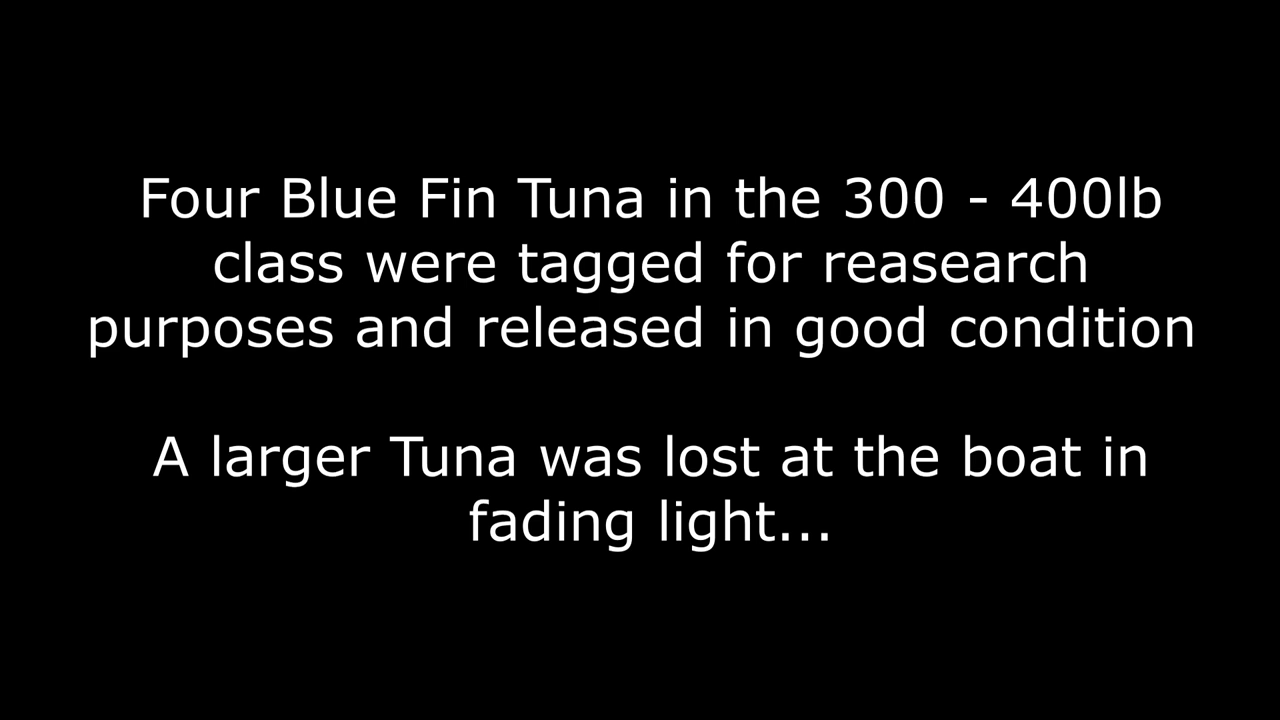 Four Blue Fin Tuna in the 300 - 400lb
class were tagged for reasearch
purposes and released in good condition
A larger Tuna was lost at the boat in
fading light...